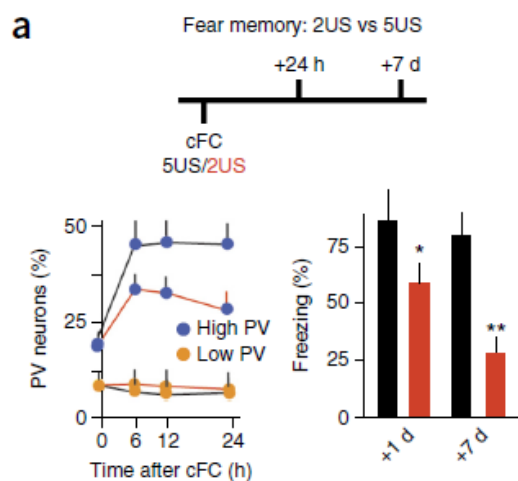 a
Fear memory: 2US vs 5US
+24 h
+7 d
cFC
5US/2US
PV neurons (%)
50
25
0
High PV
Low PV
0 6 12 24
Time after cFC (h)
Freezing (%)
75
50
25
0
*
**
+1 d
+7 d